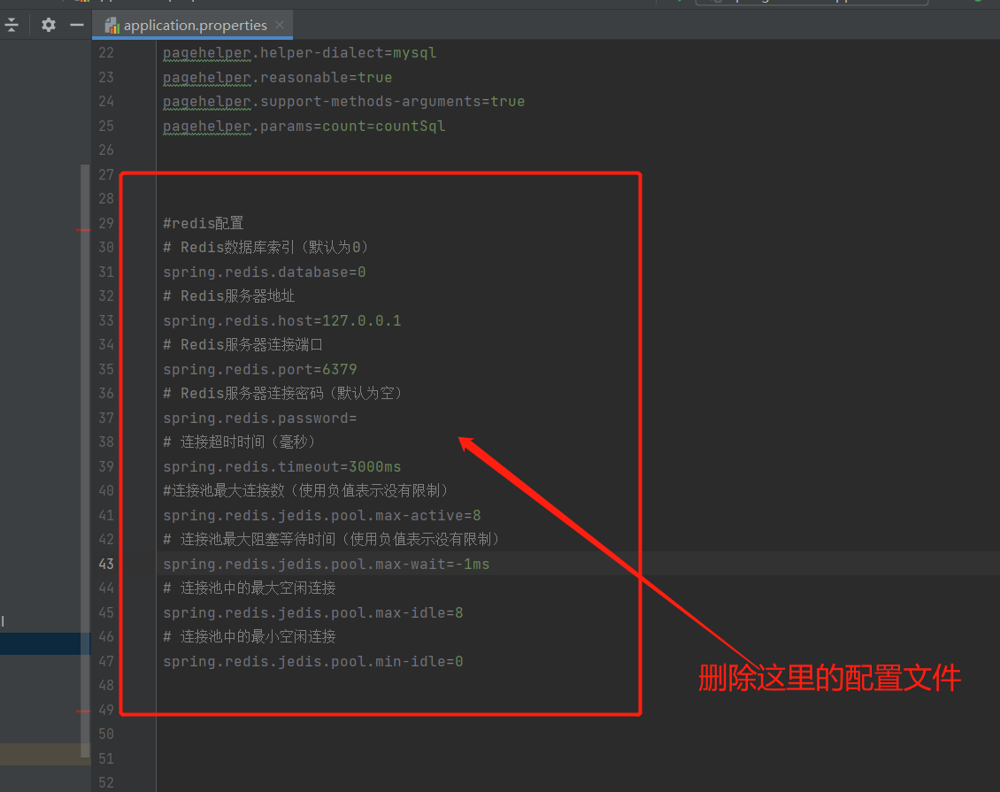 application.properties
22 pagehelper.helper-dialect=mysql
23 pagehelper.reasonable=true
24 pagehelper.support-methods-arguments=true
25 pagehelper.params=count=countSql
26
27
28
29 #redis配置
30 # Redis数据库索引（默认为0）
31 spring.redis.database=0
32 # Redis服务器地址
33 spring.redis.host=127.0.0.1
34 # Redis服务器连接端口
35 spring.redis.port=6379
36 # Redis服务器连接密码（默认为空）
37 spring.redis.password=
38 # 连接超时时间（毫秒）
39 spring.redis.timeout=3000ms
40 #连接池最大连接数（使用负值表示没有限制）
41 spring.redis.jedis.pool.max-active=8
42 # 连接池最大阻塞等待时间（使用负值表示没有限制）
43 spring.redis.jedis.pool.max-wait=-1ms
44 # 连接池中的最大空闲连接
45 spring.redis.jedis.pool.max-idle=8
46 # 连接池中的最小空闲连接
47 spring.redis.jedis.pool.min-idle=0
删除这里的配置文件
48
49
50
51
52